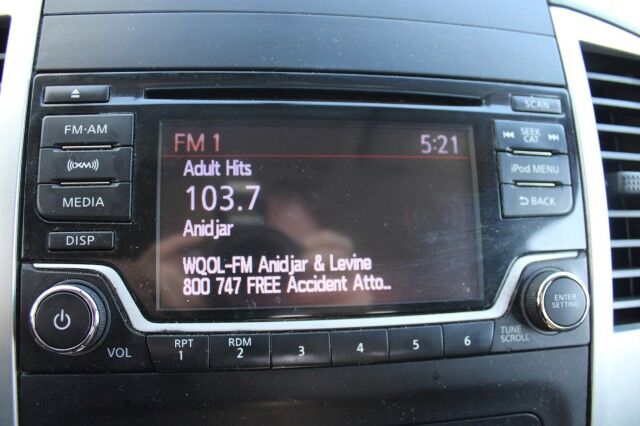 SCAN
FM·AM
SEEK
CAT
XM
iPod MENU
MEDIA
BACK
DISP
FM 1 5:21
Adult Hits
103.7
Anidjar
WQOL-FM Anidjar & Levine
800 747 FREE Accident Atto...
ENTER
SETTING
VOL
RPT
1
RDM
2
3
4
5
6
TUNE
SCROLL